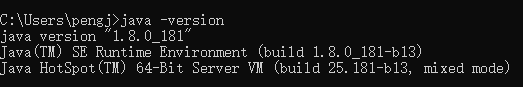 C:\Users\pengj>java -version
java version "1.8.0_181"
Java(TM) SE Runtime Environment (build 1.8.0_181-b13)
Java HotSpot(TM) 64-Bit Server VM (build 25.181-b13, mixed mode)